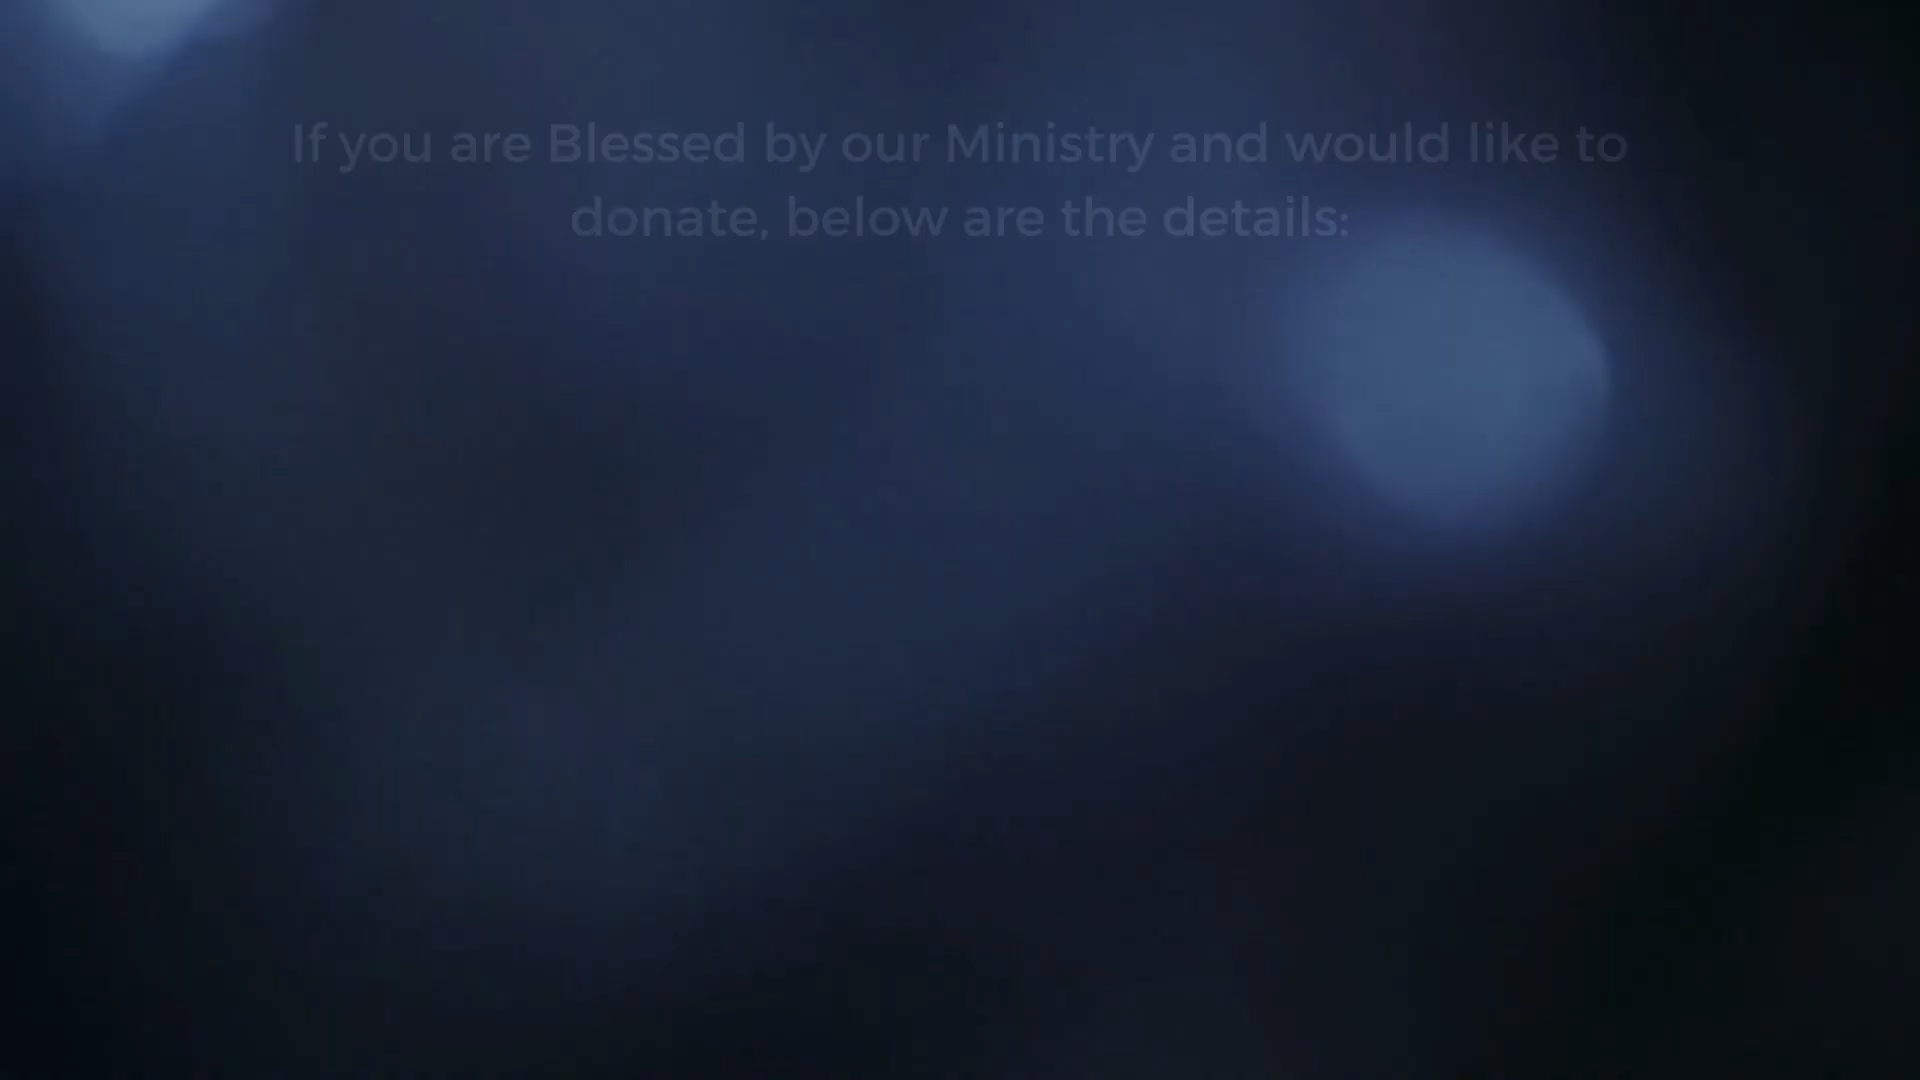 If you are Blessed by our Ministry and would like to
donate, below are the details: